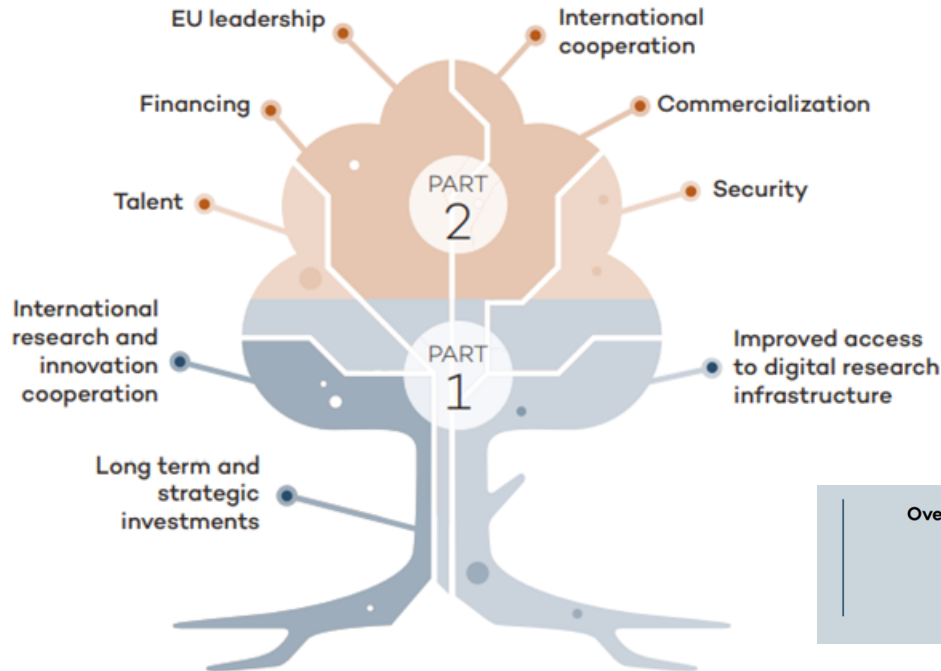 EU leadership
International
cooperation
Financing
Commercialization
Talent
Security
PART
2
International
research and
innovation
cooperation
PART
1
Improved access
to digital research
infrastructure
Long term and
strategic
investments